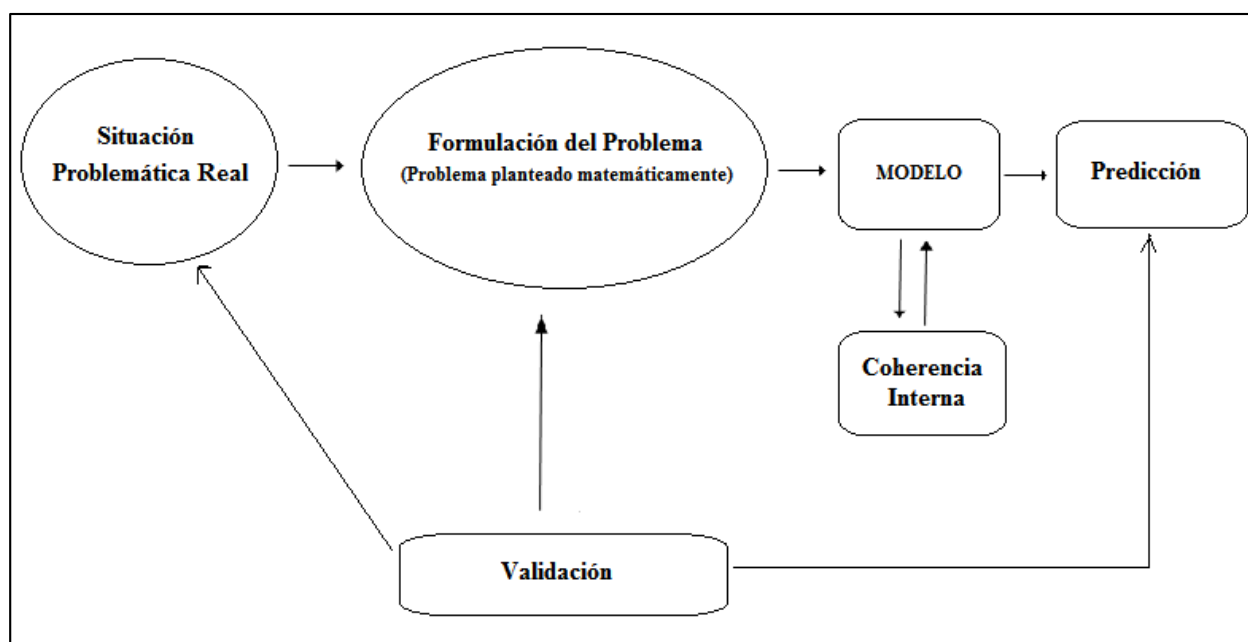 Situación
Problemática Real
Formulación del Problema
(Problema planteado matemáticamente)
MODELO
Predicción
Coherencia
Interna
Validación